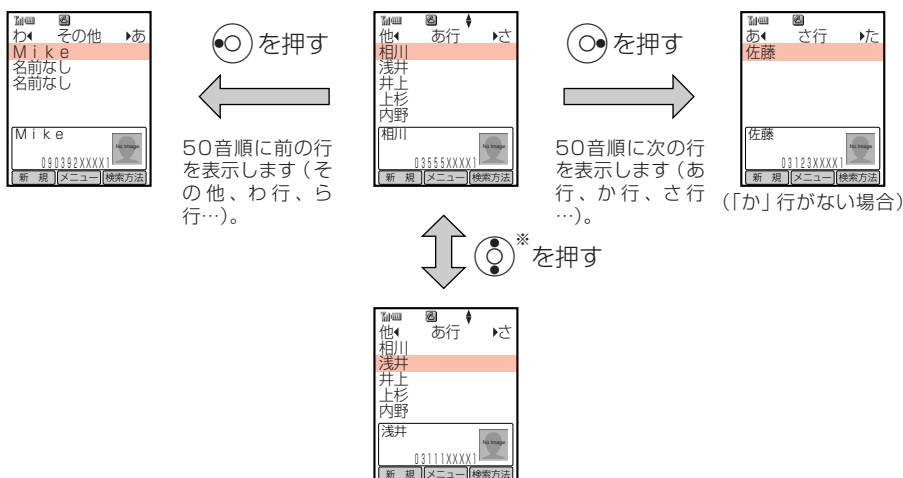 わ◀ その他 ▶あ
Mike
名前なし
名前なし
Mike
No Image
090392XXXX1
新 規 メニュー 検索方法
を押す
50音順に前の行
を表示します（そ
の他、わ行、ら
行…）。
他◀ あ行 ▶さ
相川
浅井
井上
上杉
内野
相川
No Image
03555XXXX1
新 規 メニュー 検索方法
を押す
50音順に次の行
を表示します（あ
行、か行、さ行
…）。
あ◀ さ行 ▶た
佐藤
佐藤
No Image
03123XXXX1
新 規 メニュー 検索方法
（「か」行がない場合）
※を押す
他◀ あ行 ▶さ
相川
浅井
井上
上杉
内野
浅井
No Image
03111XXXX1
新 規 メニュー 検索方法